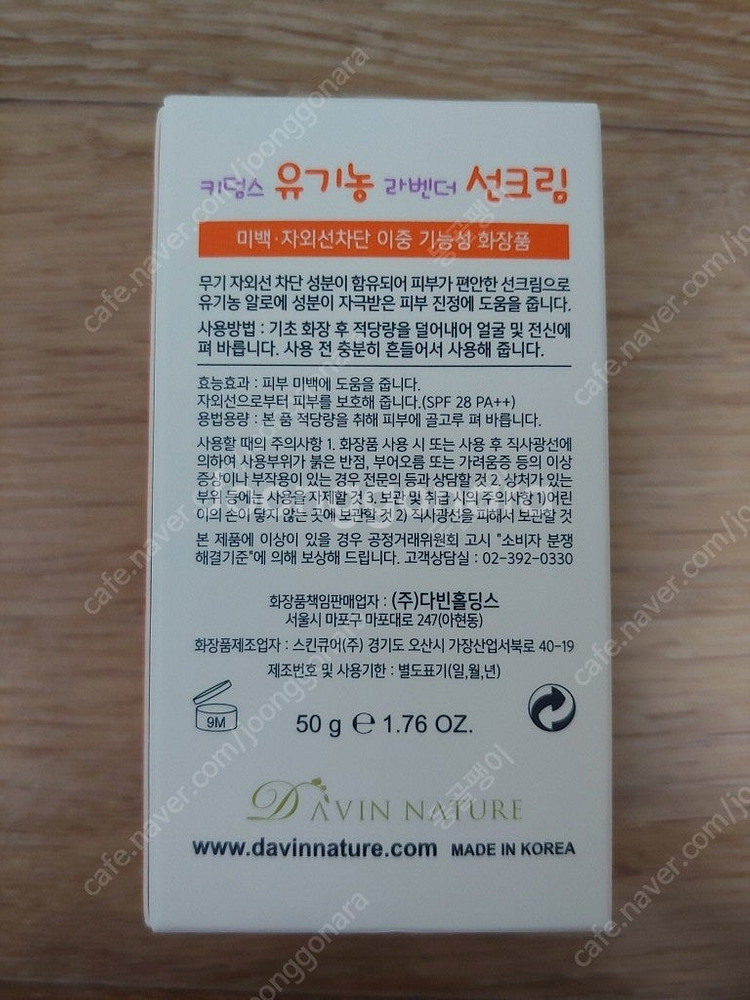 키덤스 유기농 라벤더 선크림
미백·자외선차단 이중 기능성 화장품
무기 자외선 차단 성분이 함유되어 피부가 편안한 선크림으로
유기농 알로에 성분이 자극받은 피부 진정에 도움을 줍니다.
사용방법 : 기초 화장 후 적당량을 덜어내어 얼굴 및 전신에
펴 바릅니다. 사용 전 충분히 흔들어서 사용해 줍니다.
효능효과 : 피부 미백에 도움을 줍니다.
자외선으로부터 피부를 보호해 줍니다.(SPF 28 PA++)
용법용량 : 본 품 적당량을 취해 피부에 골고루 펴 바릅니다.
사용할 때의 주의사항 1. 화장품 사용 시 또는 사용 후 직사광선에
의하여 사용부위가 붉은 반점, 부어오름 또는 가려움증 등의 이상
증상이나 부작용이 있는 경우 전문의 등과 상담할 것 2. 상처가 있는
부위 등에는 사용을 자제할 것 3. 보관 및 취급 시의 주의사항 1)어린
이의 손이 닿지 않는 곳에 보관할 것 2) 직사광선을 피해서 보관할 것
본 제품에 이상이 있을 경우 공정거래위원회 고시 "소비자 분쟁
해결기준"에 의해 보상해 드립니다. 고객상담실 : 02-392-0330
화장품책임판매업자 : (주)다빈홀딩스
서울시 마포구 마포대로 247(아현동)
화장품제조업자 : 스킨큐어(주) 경기도 오산시 가장산업서북로 40-19
제조번호 및 사용기한 : 별도표기(일,월,년)
9M
50 g ℮ 1.76 OZ.
DAVIN NATURE
www.davinnature.com MADE IN KOREA
cafe.naver.com/joonggonara
동콩팽이